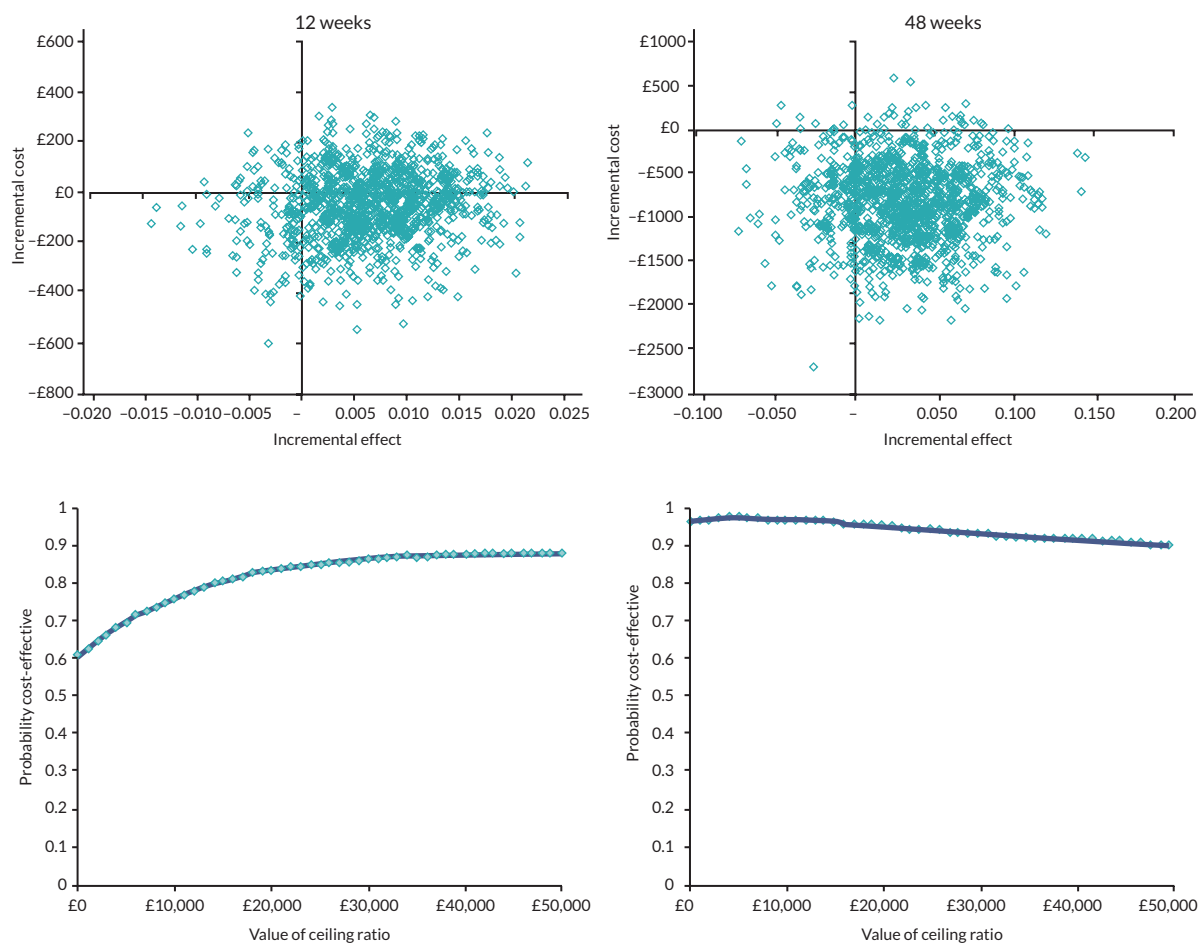 12 weeks
£600
£400
£200
£0
–£200
–£400
–£600
–£800
Incremental cost
–0.020 –0.015 –0.010 –0.005 – 0.005 0.010 0.015 0.020 0.025
Incremental effect
48 weeks
£1000
£500
£0
–£500
–£1000
–£1500
–£2000
–£2500
–£3000
Incremental cost
–0.100 –0.050 – 0.050 0.100 0.150 0.200
Incremental effect
1
0.9
0.8
0.7
0.6
0.5
0.4
0.3
0.2
0.1
0
Probability cost-effective
£0 £10,000 £20,000 £30,000 £40,000 £50,000
Value of ceiling ratio
1
0.9
0.8
0.7
0.6
0.5
0.4
0.3
0.2
0.1
0
Probability cost-effective
£0 £10,000 £20,000 £30,000 £40,000 £50,000
Value of ceiling ratio